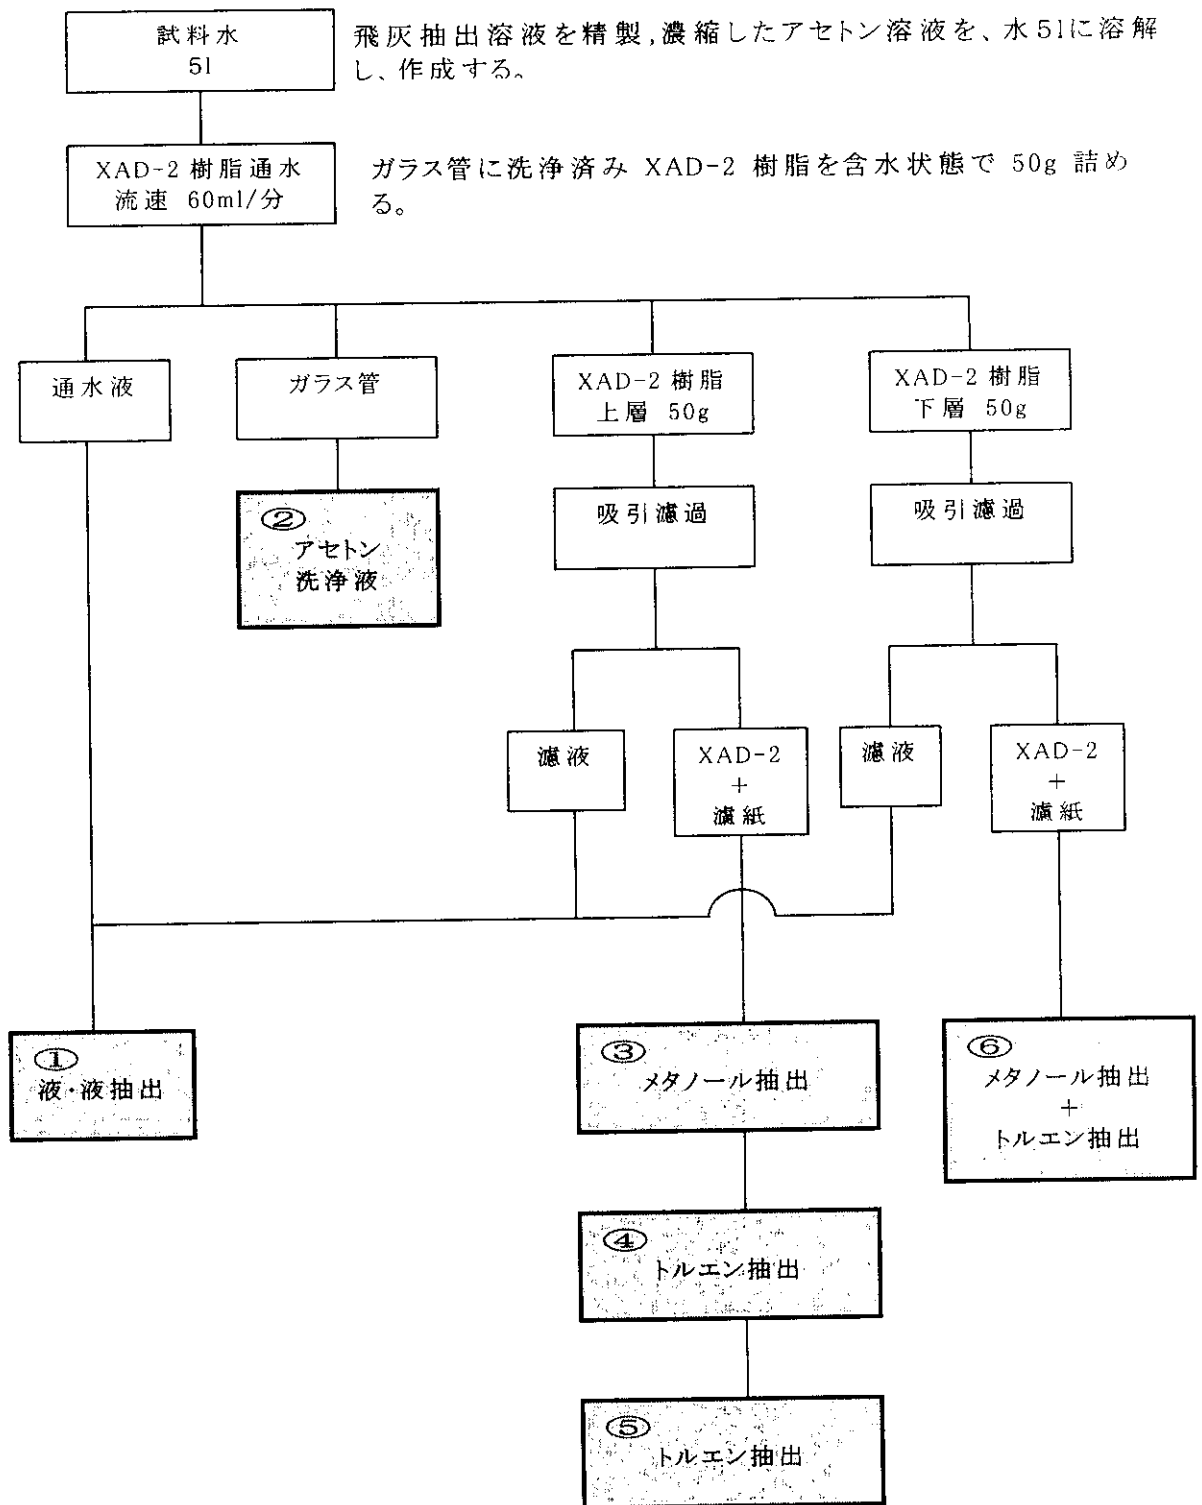 試料水
5l
飛灰抽出溶液を精製,濃縮したアセトン溶液を、水5lに溶解
し、作成する。
XAD-2 樹脂通水
流速 60ml/分
ガラス管に洗浄済み XAD-2 樹脂を含水状態で 50g 詰め
る。
通水液
ガラス管
XAD-2 樹脂
上層 50g
XAD-2 樹脂
下層 50g
②
アセトン
洗浄液
吸引濾過
吸引濾過
濾液
XAD-2
+
濾紙
濾液
XAD-2
+
濾紙
①
液・液抽出
③
メタノール抽出
⑥
メタノール抽出
+
トルエン抽出
④
トルエン抽出
⑤
トルエン抽出